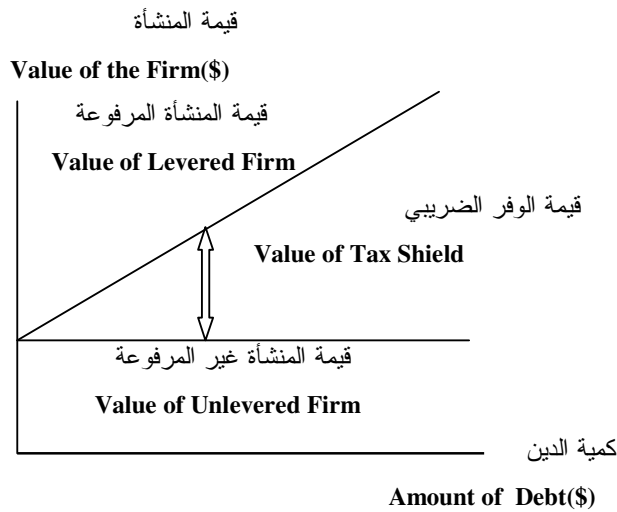 قيمة المنشأة
Value of the Firm($)
قيمة المنشأة المرفوعة
Value of Levered Firm
قيمة الوفر الضريبي
Value of Tax Shield
قيمة المنشأة غير المرفوعة
Value of Unlevered Firm
كمية الدين
Amount of Debt($)